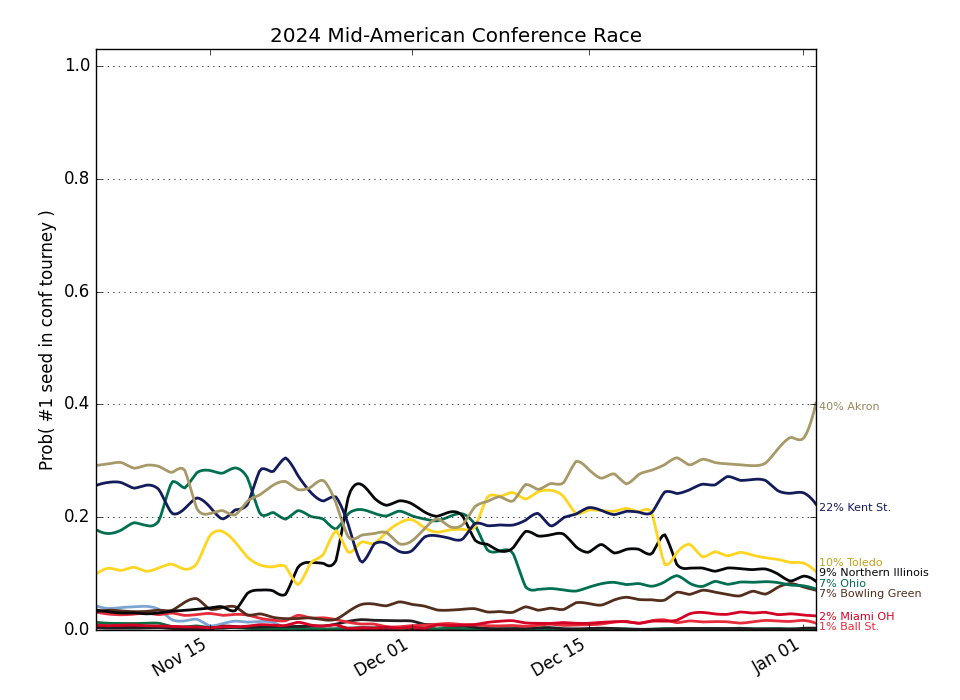 2024 Mid-American Conference Race
Prob( #1 seed in conf tourney )
1.0
0.8
0.6
0.4
0.2
0.0
40% Akron
22% Kent St.
10% Toledo
9% Northern Illinois
7% Ohio
7% Bowling Green
2% Miami OH
1% Ball St.
Nov 15
Dec 01
Dec 15
Jan 01